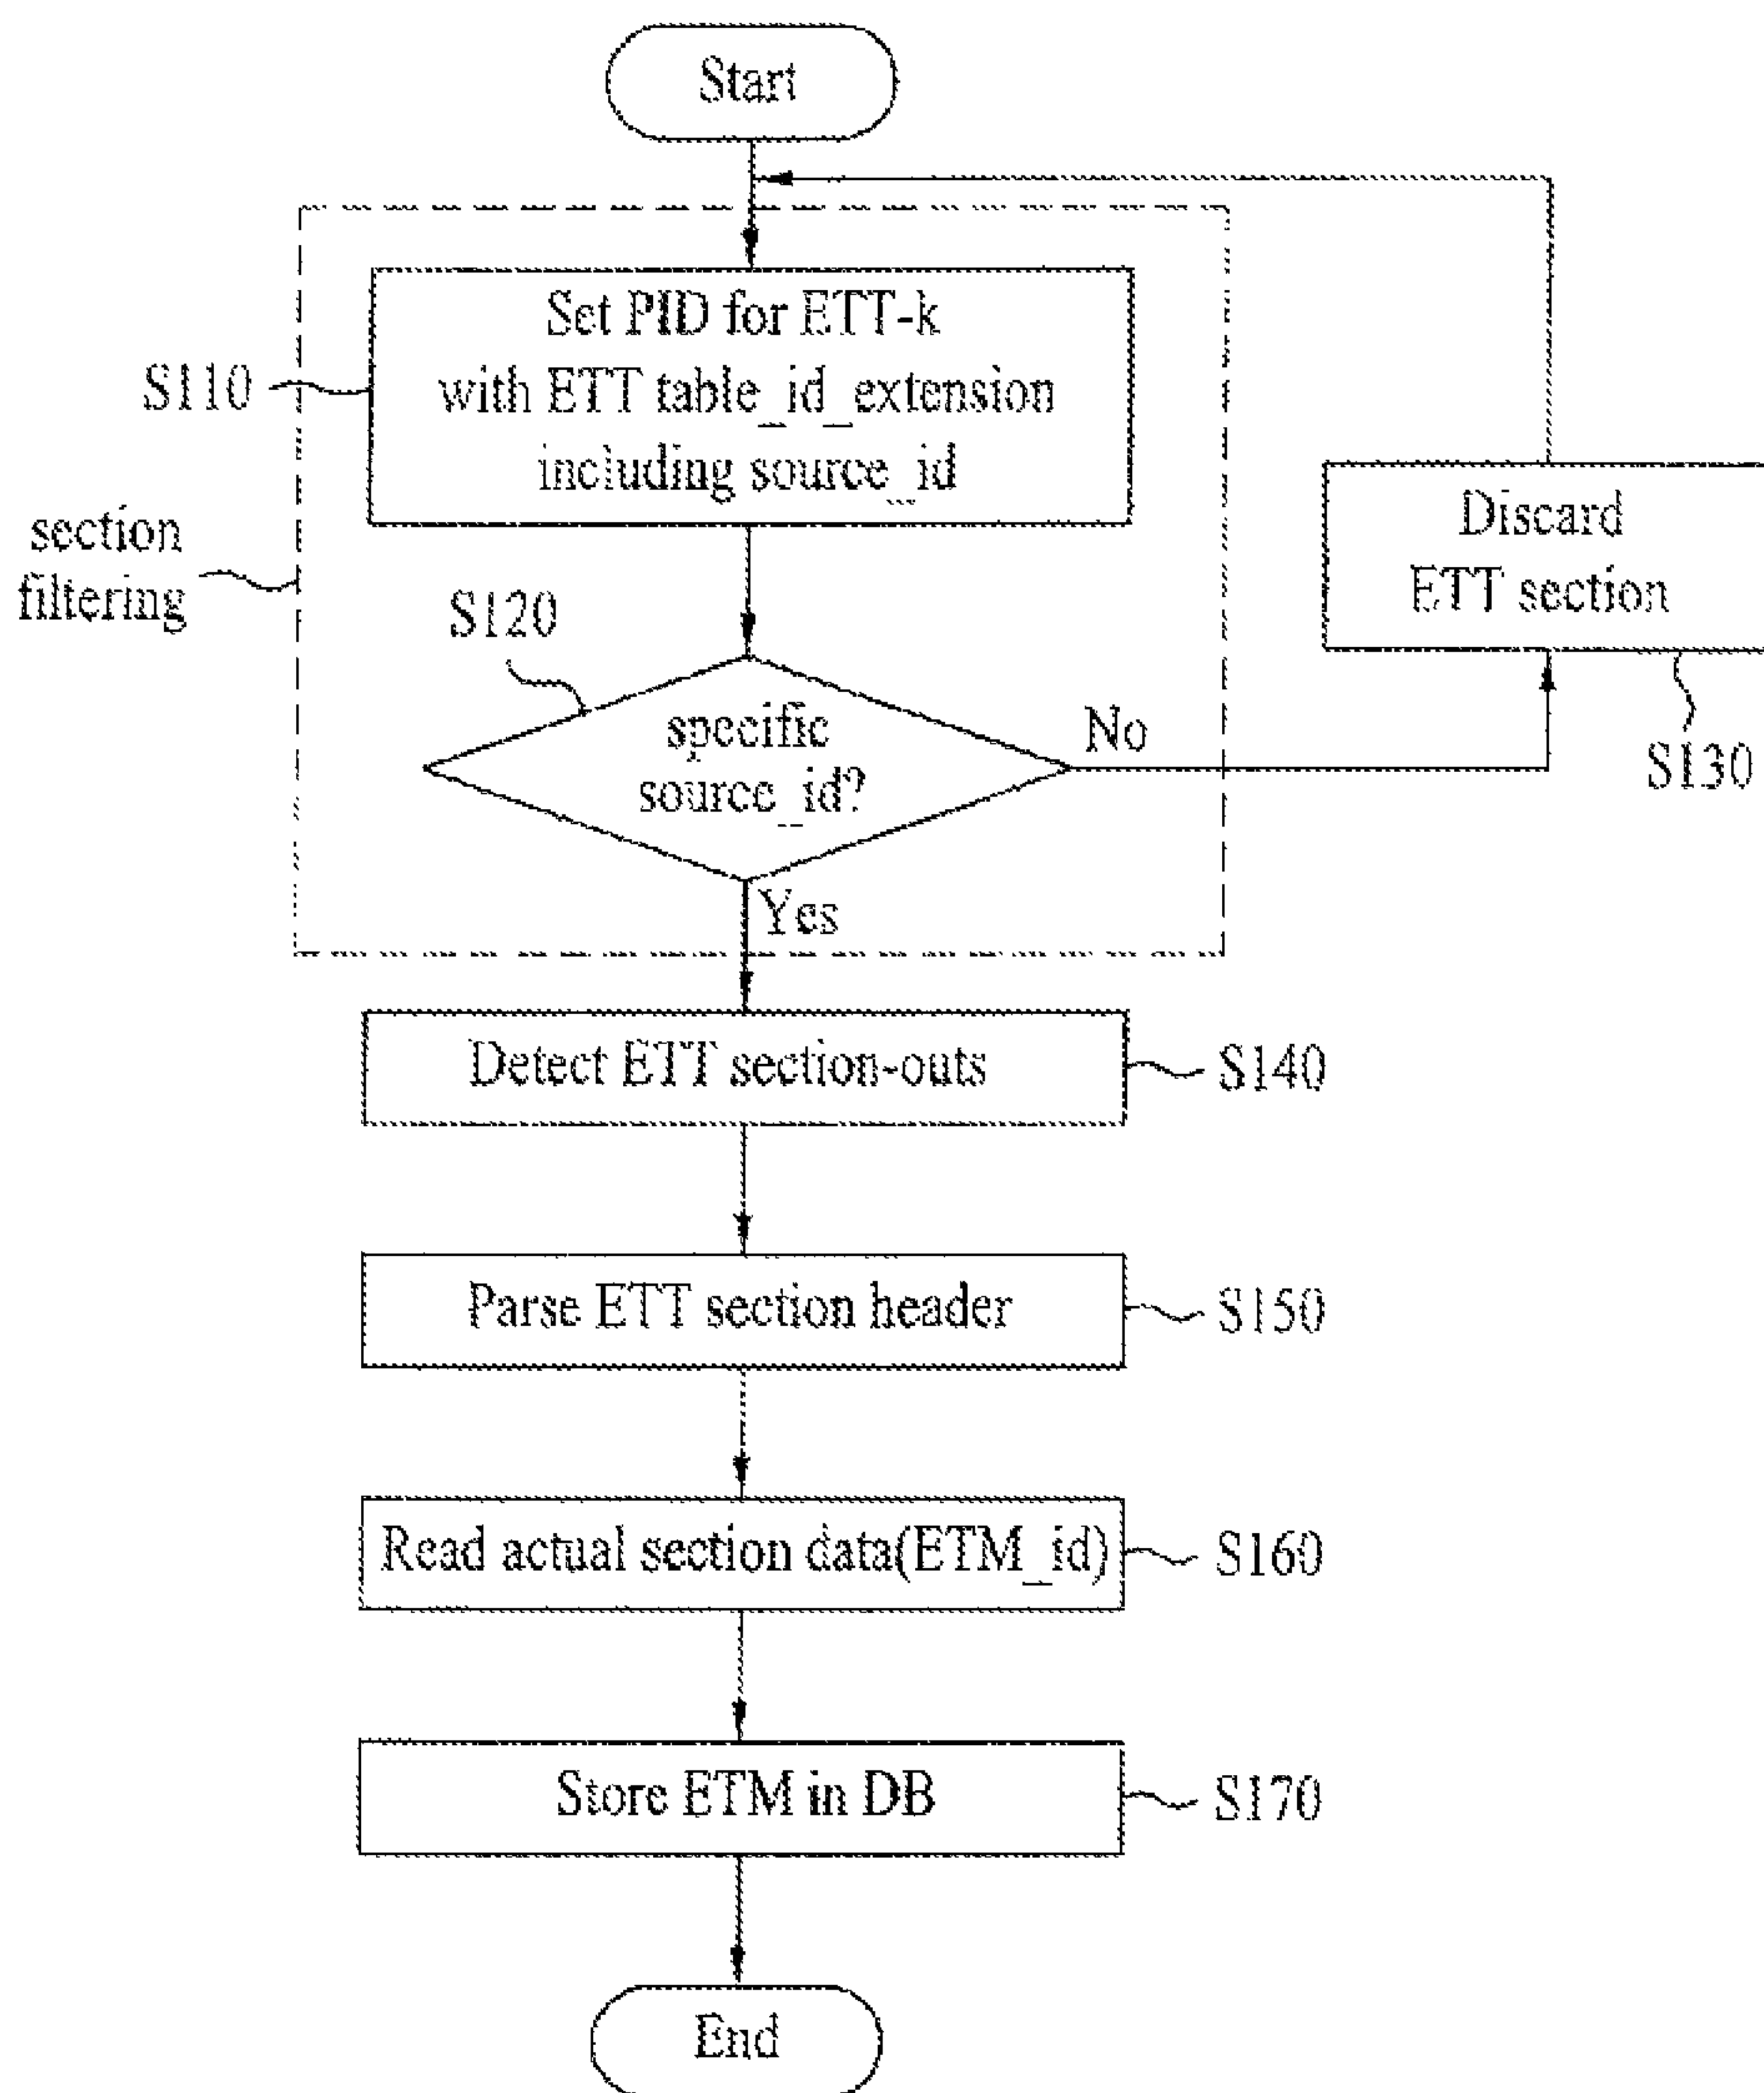 Start
Set PID for ETT-k
with ETT table_id_extension
including source_id
S110
section
filtering
Discard
ETT section
S130
S120
specific
source_id?
No
Yes
Detect ETT section-outs
S140
Parse ETT section header
S150
Read actual section data(ETM_id)
S160
Store ETM in DB
S170
End